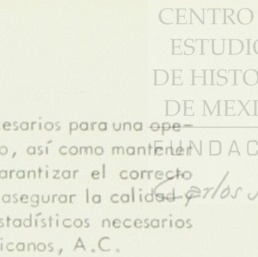 CENTRO
ESTUDIO
DE HISTO
DE MEXI
FUNDAC
Carlos
esarios para una ope-
o, así como mantener
arantizar el correcto
asegurar la calidad y
stadísticos necesarios
icanos, A.C.